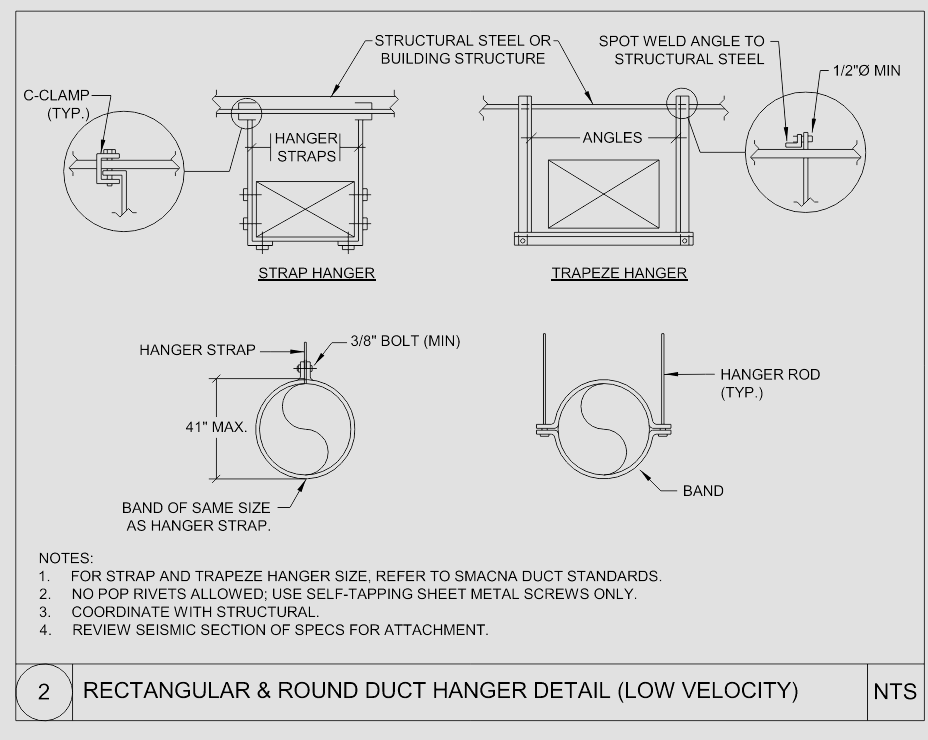 STRUCTURAL STEEL OR
BUILDING STRUCTURE
SPOT WELD ANGLE TO
STRUCTURAL STEEL
1/2"Ø MIN
C-CLAMP
(TYP.)
HANGER
STRAPS
ANGLES
STRAP HANGER
TRAPEZE HANGER
HANGER STRAP
3/8" BOLT (MIN)
HANGER ROD
(TYP.)
41" MAX.
BAND
BAND OF SAME SIZE
AS HANGER STRAP.
NOTES:
1. FOR STRAP AND TRAPEZE HANGER SIZE, REFER TO SMACNA DUCT STANDARDS.
2. NO POP RIVETS ALLOWED; USE SELF-TAPPING SHEET METAL SCREWS ONLY.
3. COORDINATE WITH STRUCTURAL.
4. REVIEW SEISMIC SECTION OF SPECS FOR ATTACHMENT.
2 RECTANGULAR & ROUND DUCT HANGER DETAIL (LOW VELOCITY) NTS